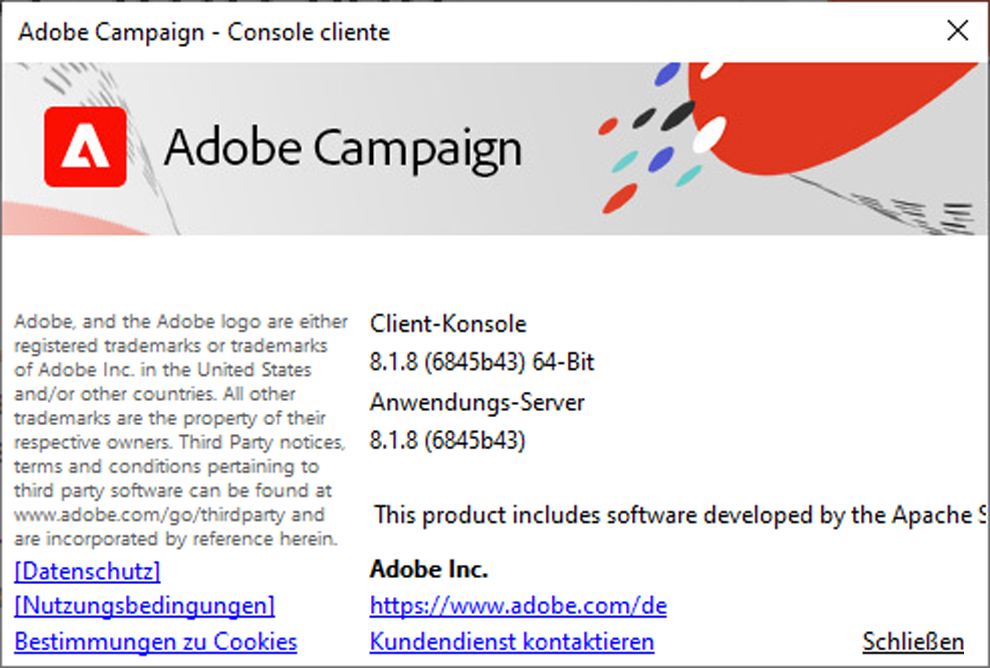 Adobe Campaign - Console cliente
Adobe Campaign
Adobe, and the Adobe logo are either
registered trademarks or trademarks
of Adobe Inc. in the United States
and/or other countries. All other
trademarks are the property of their
respective owners. Third Party notices,
terms and conditions pertaining to
third party software can be found at
www.adobe.com/go/thirdparty and
are incorporated by reference herein.
[Datenschutz]
[Nutzungsbedingungen]
Bestimmungen zu Cookies
Client-Konsole
8.1.8 (6845b43) 64-Bit
Anwendungs-Server
8.1.8 (6845b43)
This product includes software developed by the Apache
Adobe Inc.
https://www.adobe.com/de
Kundendienst kontaktieren
Schließen